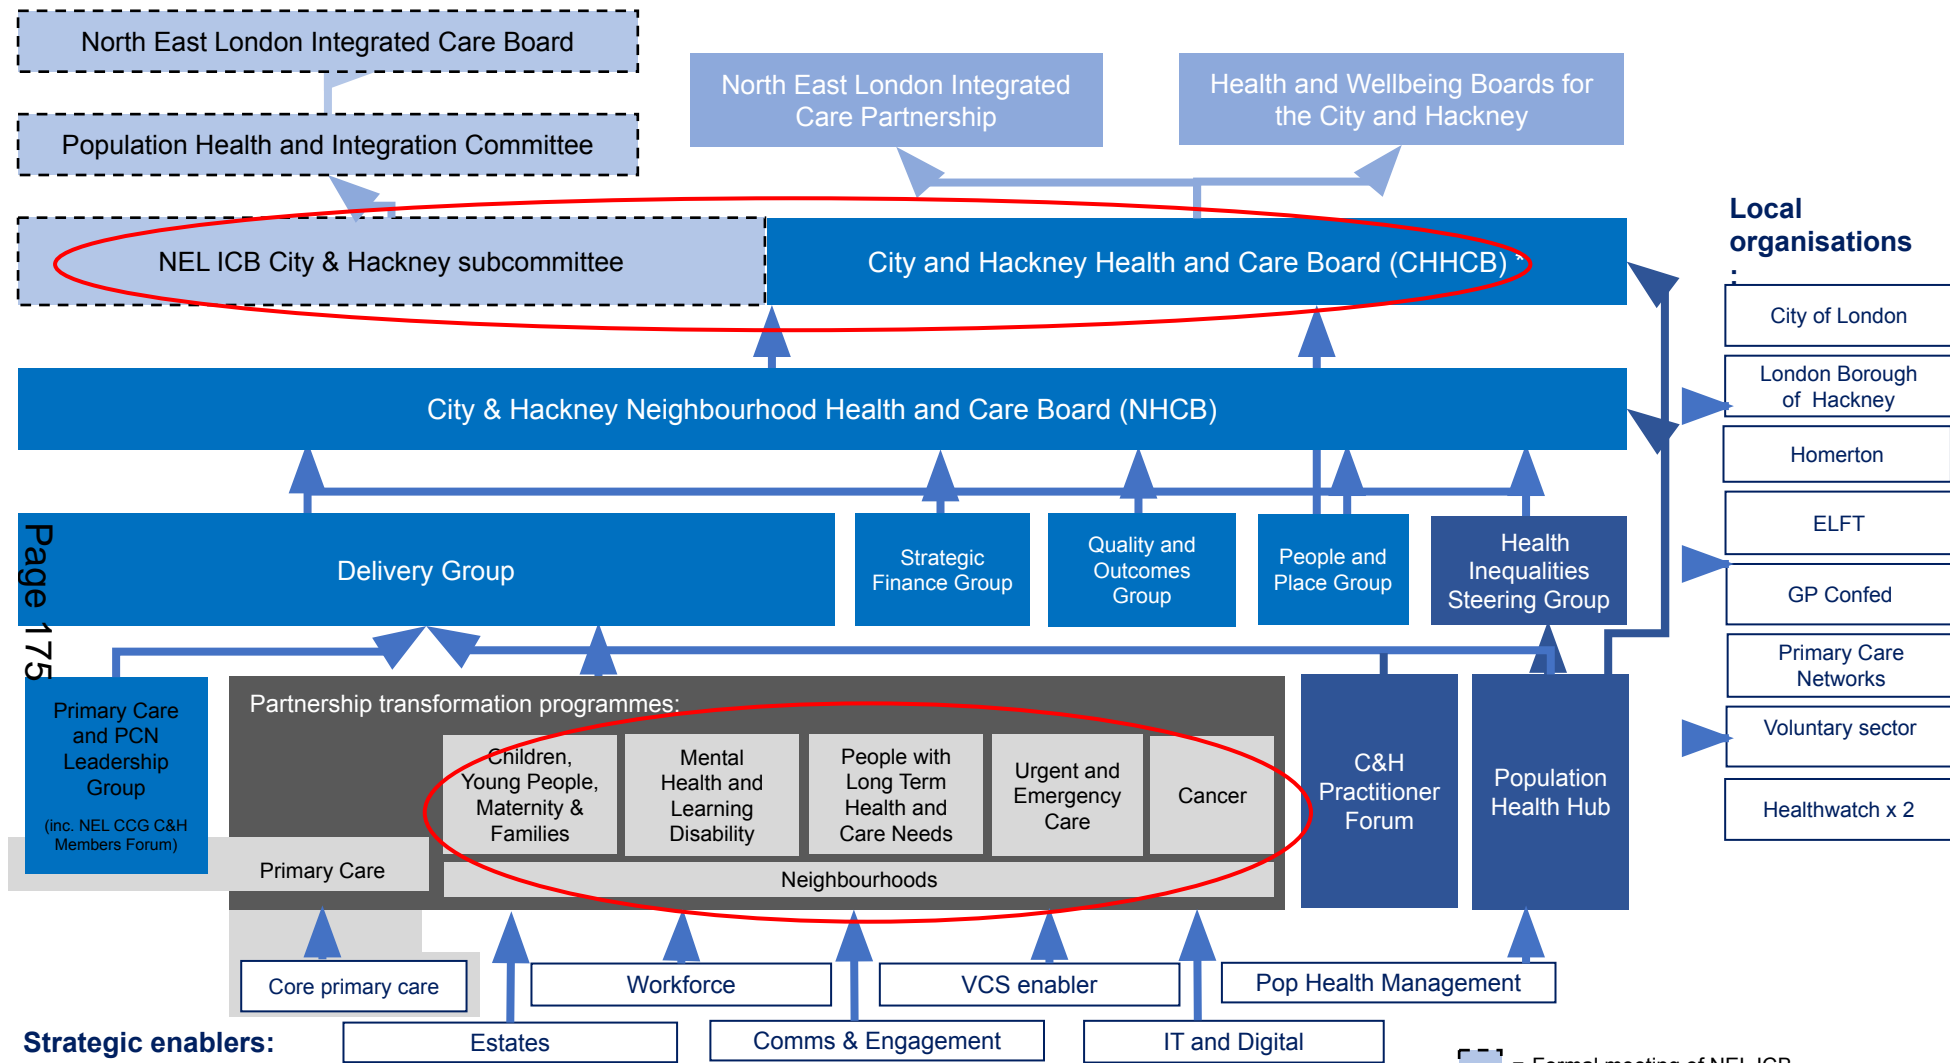 North East London Integrated Care Board
Population Health and Integration Committee
North East London Integrated
Care Partnership
Health and Wellbeing Boards for
the City and Hackney
NEL ICB City & Hackney subcommittee
City and Hackney Health and Care Board (CHHCB) *
City & Hackney Neighbourhood Health and Care Board (NHCB)
Delivery Group
Strategic
Finance Group
Quality and
Outcomes
Group
People and
Place Group
Health
Inequalities
Steering Group
Page 175
Primary Care
and PCN
Leadership
Group
(inc. NEL CCG C&H
Members Forum)
Partnership transformation programmes:
Children,
Young People,
Maternity &
Families
Mental
Health and
Learning
Disability
People with
Long Term
Health and
Care Needs
Urgent and
Emergency
Care
Cancer
Primary Care
Neighbourhoods
C&H
Practitioner
Forum
Population
Health Hub
Core primary care
Workforce
VCS enabler
Pop Health Management
Strategic enablers:
Estates
Comms & Engagement
IT and Digital
Local
organisations
:
City of London
London Borough
of Hackney
Homerton
ELFT
GP Confed
Primary Care
Networks
Voluntary sector
Healthwatch x 2
= Formal meeting of NEL ICB